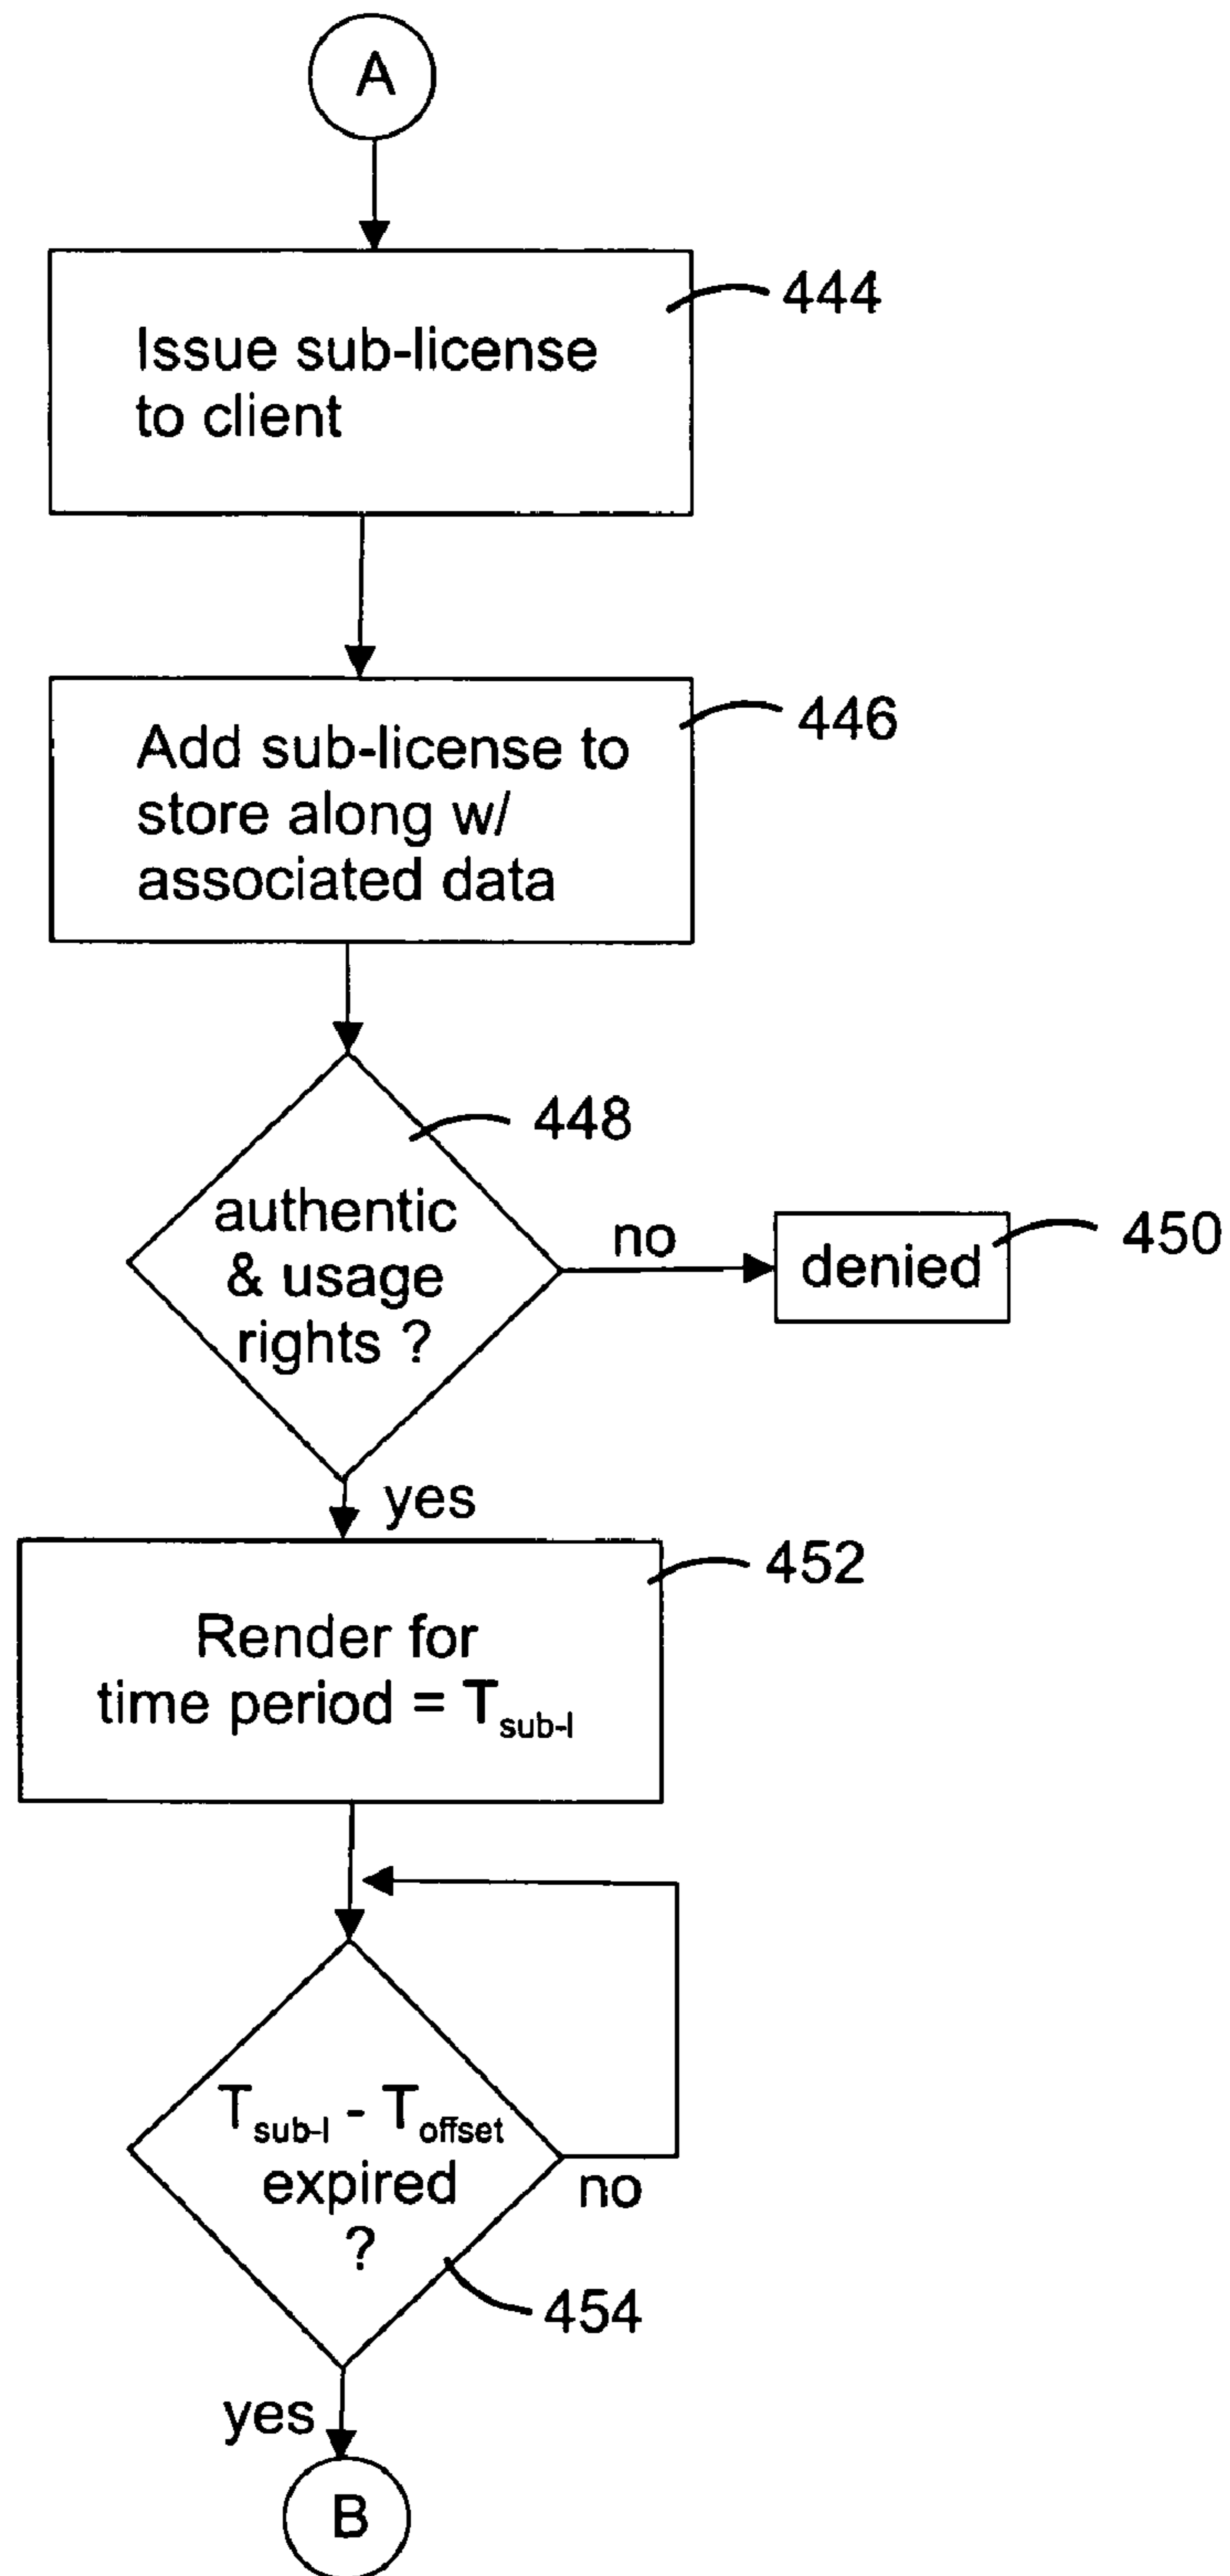 A
444
Issue sub-license
to client
446
Add sub-license to
store along w/
associated data
448
authentic
& usage
rights ?
no
450
denied
yes
452
Render for
time period = Tsub-l
Tsub-l - Toffset
expired
?
no
454
yes
B